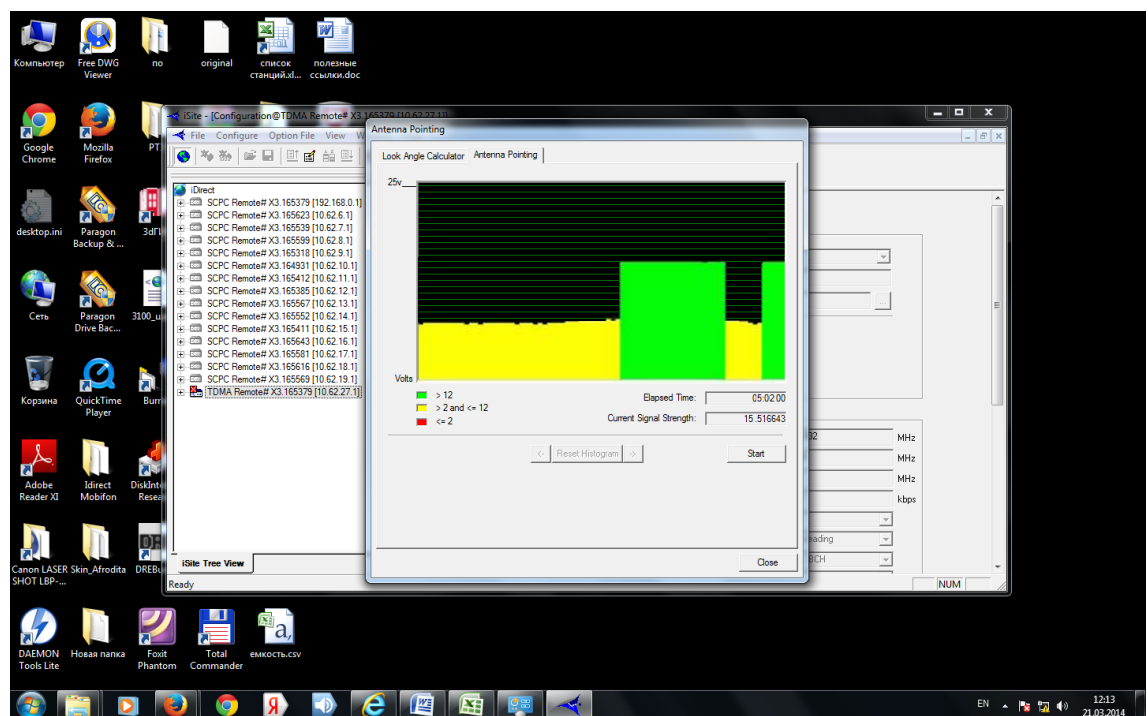 Компьютер
Free DWG
Viewer
по
original
список
станций.xl...
полезные
ссылки.doc
Google
Chrome
Mozilla
Firefox
desktop.ini
Paragon
Backup & ...
Сеть
Paragon
Drive Bac...
Корзина
QuickTime
Player
Adobe
Reader XI
Idirect
Mobifon
Canon LASER
SHOT LBP-...
Skin_Afrodita
DAEMON
Tools Lite
Новая папка
Foxit
Phantom
Total
Commander
емкость.csv
iSite - [Configuration@TDMA Remote# X3.165379 [10.62.27.1]]
File Configure Option File View
iDirect
SCPC Remote# X3.165379 [192.168.0.1]
SCPC Remote# X3.165623 [10.62.6.1]
SCPC Remote# X3.165539 [10.62.7.1]
SCPC Remote# X3.165599 [10.62.8.1]
SCPC Remote# X3.165318 [10.62.9.1]
SCPC Remote# X3.164931 [10.62.10.1]
SCPC Remote# X3.165412 [10.62.11.1]
SCPC Remote# X3.165385 [10.62.12.1]
SCPC Remote# X3.165567 [10.62.13.1]
SCPC Remote# X3.165552 [10.62.14.1]
SCPC Remote# X3.165411 [10.62.15.1]
SCPC Remote# X3.165643 [10.62.16.1]
SCPC Remote# X3.165581 [10.62.17.1]
SCPC Remote# X3.165616 [10.62.18.1]
SCPC Remote# X3.165569 [10.62.19.1]
TDMA Remote# X3.165379 [10.62.27.1]
iSite Tree View
Ready
Antenna Pointing
Look Angle Calculator Antenna Pointing
25v
Volts
> 12
> 2 and <= 12
<= 2
Elapsed Time: 05:02:00
Current Signal Strength: 15.516643
<- Reset Histogram ->
Start
Close
...
MHz
MHz
MHz
kbps
NUM
EN
12:13
21.03.2014